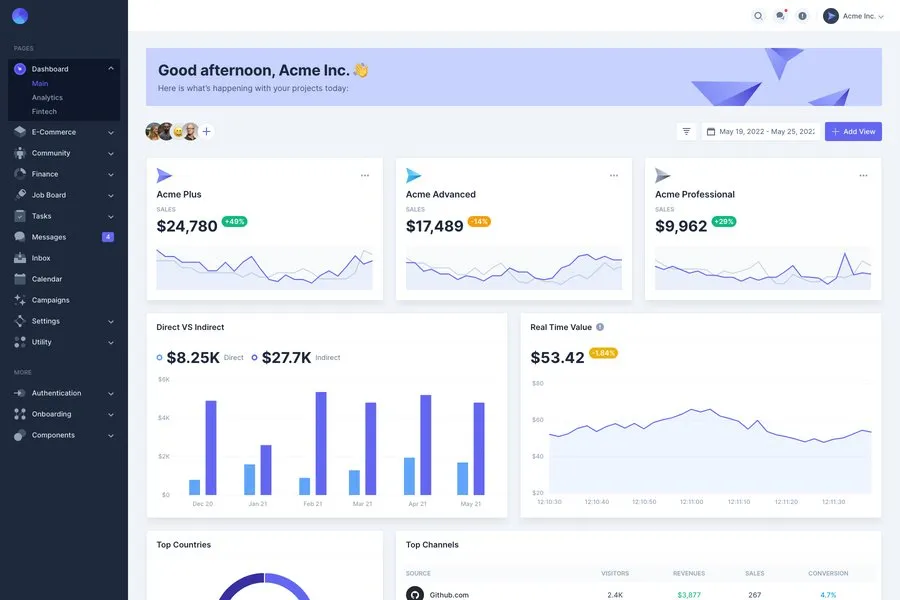 Acme Inc.
PAGES
Dashboard
Main
Analytics
Fintech
E-Commerce
Community
Finance
Job Board
Tasks
Messages 4
Inbox
Calendar
Campaigns
Settings
Utility
MORE
Authentication
Onboarding
Components
Good afternoon, Acme Inc. 👋
Here is what's happening with your projects today:
May 19, 2022 - May 25, 202
+ Add View
Acme Plus
SALES
$24,780 +49%
Acme Advanced
SALES
$17,489 -14%
Acme Professional
SALES
$9,962 +29%
Direct VS Indirect
$8.25K Direct $27.7K Indirect
$6K
$4K
$2K
$0
Dec 20 Jan 21 Feb 21 Mar 21 Apr 21 May 21
Real Time Value
$53.42 -1.84%
$80
$60
$40
$20
12:10:30 12:10:40 12:10:50 12:11:00 12:11:10 12:11:20 12:11:30
Top Countries
Top Channels
SOURCE VISITORS REVENUES SALES CONVERSION
Github.com 2.4K $3,877 267 4.7%